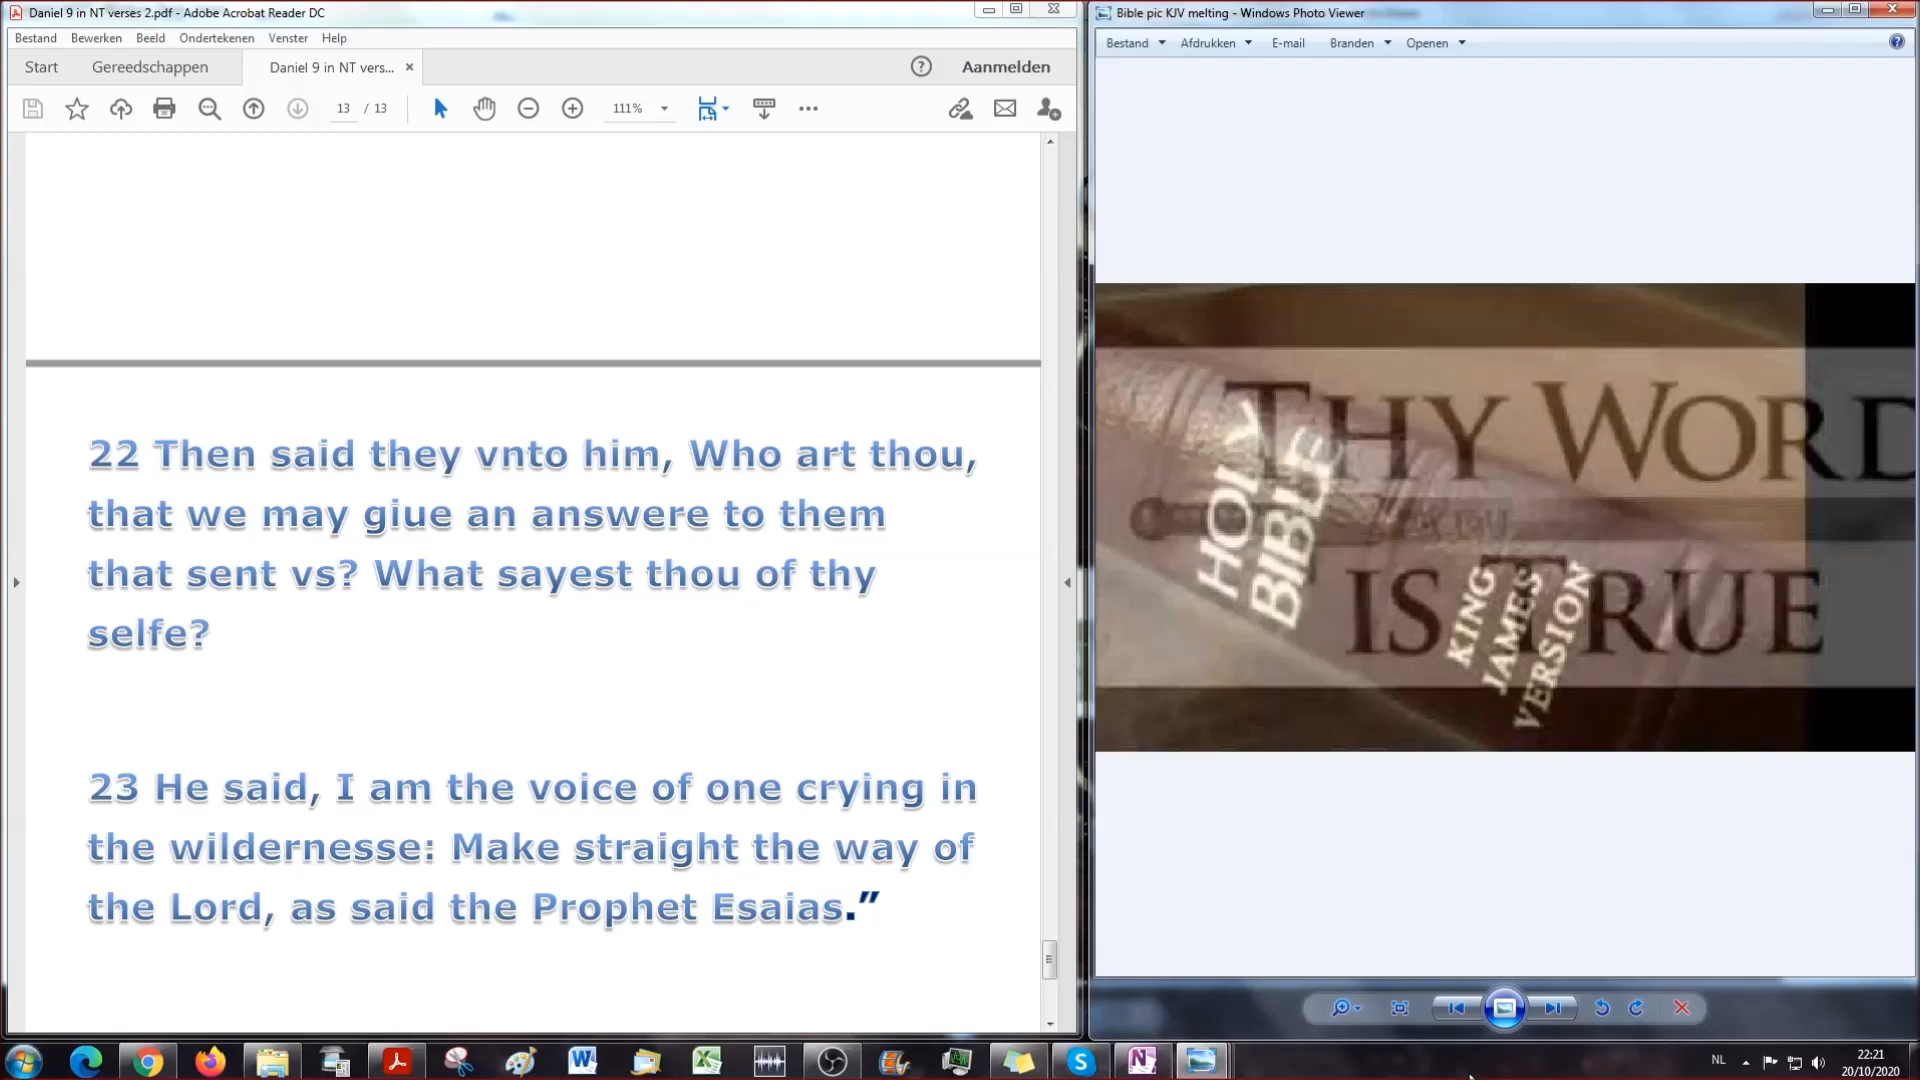 Daniel 9 in NT verses 2.pdf - Adobe Acrobat Reader DC
Bestand Bewerken Beeld Ondertekenen Venster Help
Start Gereedschappen Daniel 9 in NT vers... Aanmelden
13 / 13 111%
22 Then said they vnto him, Who art thou,
that we may giue an answere to them
that sent vs? What sayest thou of thy
selfe?
23 He said, I am the voice of one crying in
the wildernesse: Make straight the way of
the Lord, as said the Prophet Esaias.”
Bible pic KJV melting - Windows Photo Viewer
Bestand Afdrukken E-mail Branden Openen
THY WORD
IS TRUE
HOLY
BIBLE
KING
JAMES
VERSION
NL
22:21
20/10/2020